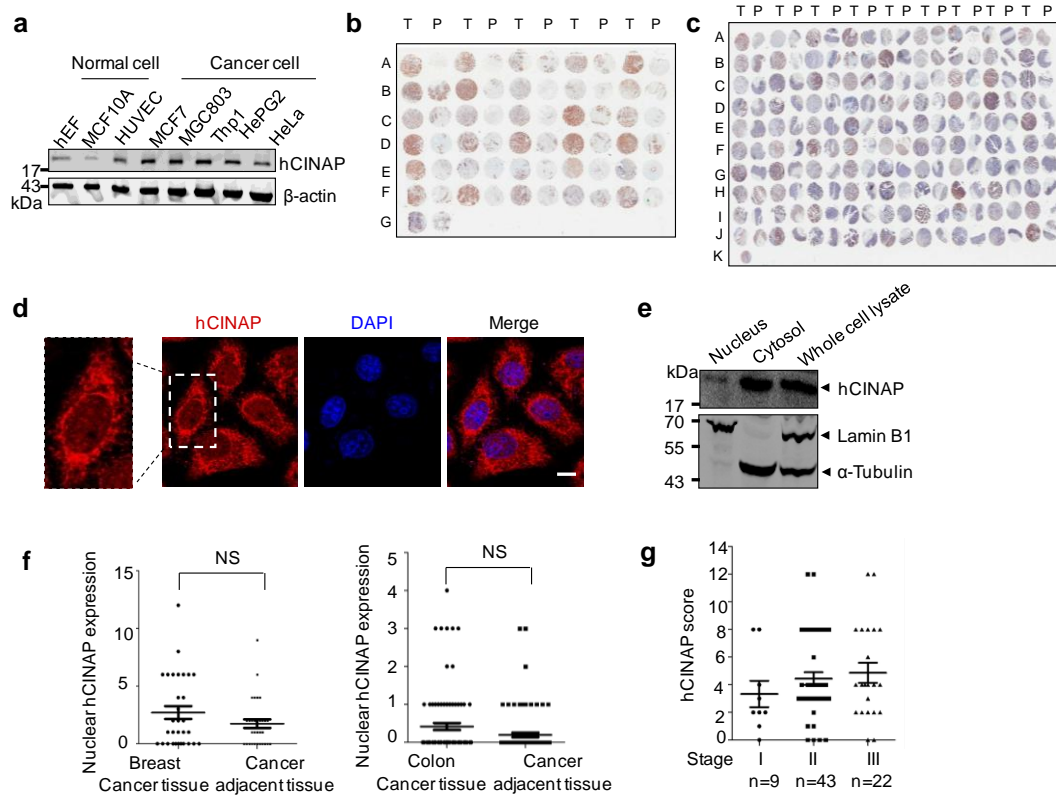 a
Normal cell Cancer cell
hEF MCF10A HUVEC MCF7 MGC803 Thp1 HePG2 HeLa
hCINAP
17
43
β-actin
kDa
b
T P T P T P T P T P
A
B
C
D
E
F
G
c
T P T P T P T P T P T P T P T P T P
A
B
C
D
E
F
G
H
I
J
K
d
hCINAP DAPI Merge
e
Nucleus Cytosol Whole cell lysate
kDa
hCINAP
17
70
Lamin B1
55
α-Tubulin
43
f
Nuclear hCINAP expression
NS
15
10
5
0
Breast Cancer
Cancer tissue adjacent tissue
Nuclear hCINAP expression
NS
5
4
3
2
1
0
Colon Cancer
Cancer tissue adjacent tissue
g
hCINAP score
14
12
10
8
6
4
2
0
Stage I II III
n=9 n=43 n=22